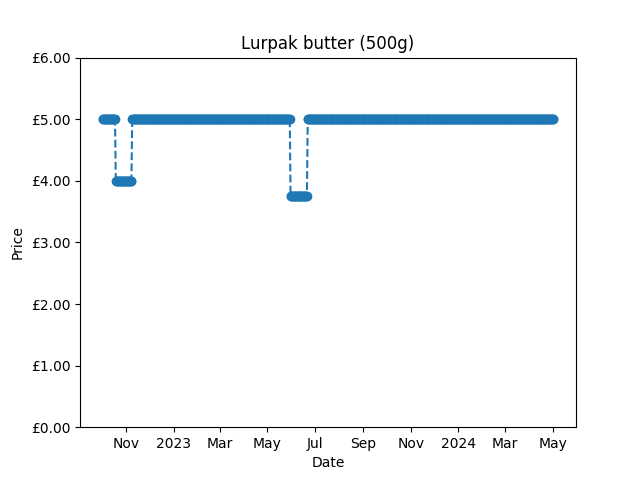 Lurpak butter (500g)
£6.00
£5.00
£4.00
£3.00
£2.00
£1.00
£0.00
Price
Nov 2023 Mar May Jul Sep Nov 2024 Mar May
Date